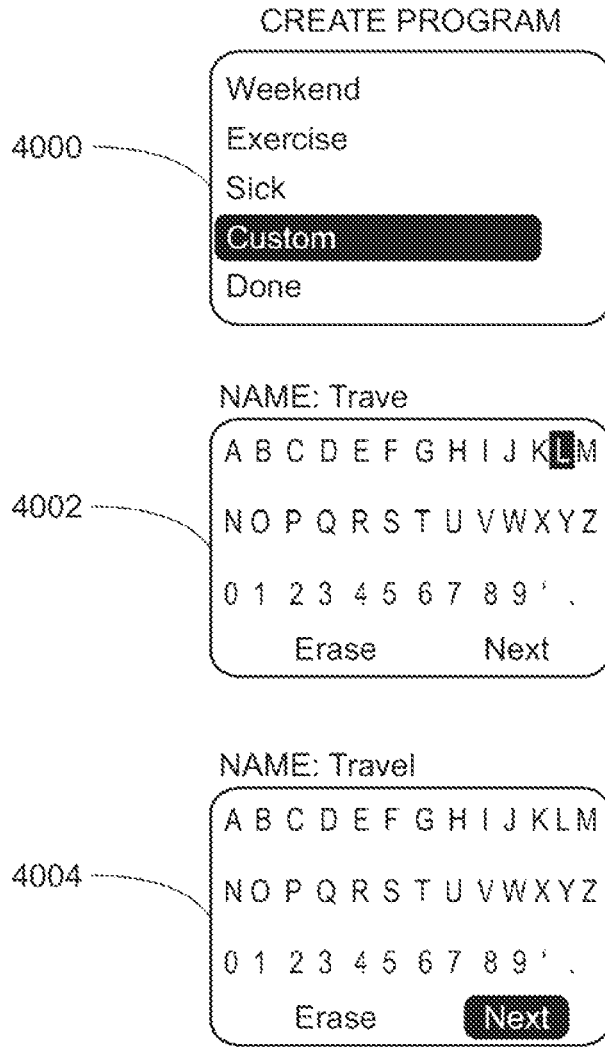 CREATE PROGRAM
Weekend
Exercise
4000
Sick
Custom
Done
NAME: Trave
A B C D E F G H I J K L M
4002
N O P Q R S T U V W X Y Z
0 1 2 3 4 5 6 7 8 9 ' .
Erase Next
NAME: Travel
A B C D E F G H I J K L M
4004
N O P Q R S T U V W X Y Z
0 1 2 3 4 5 6 7 8 9 ' .
Erase Next